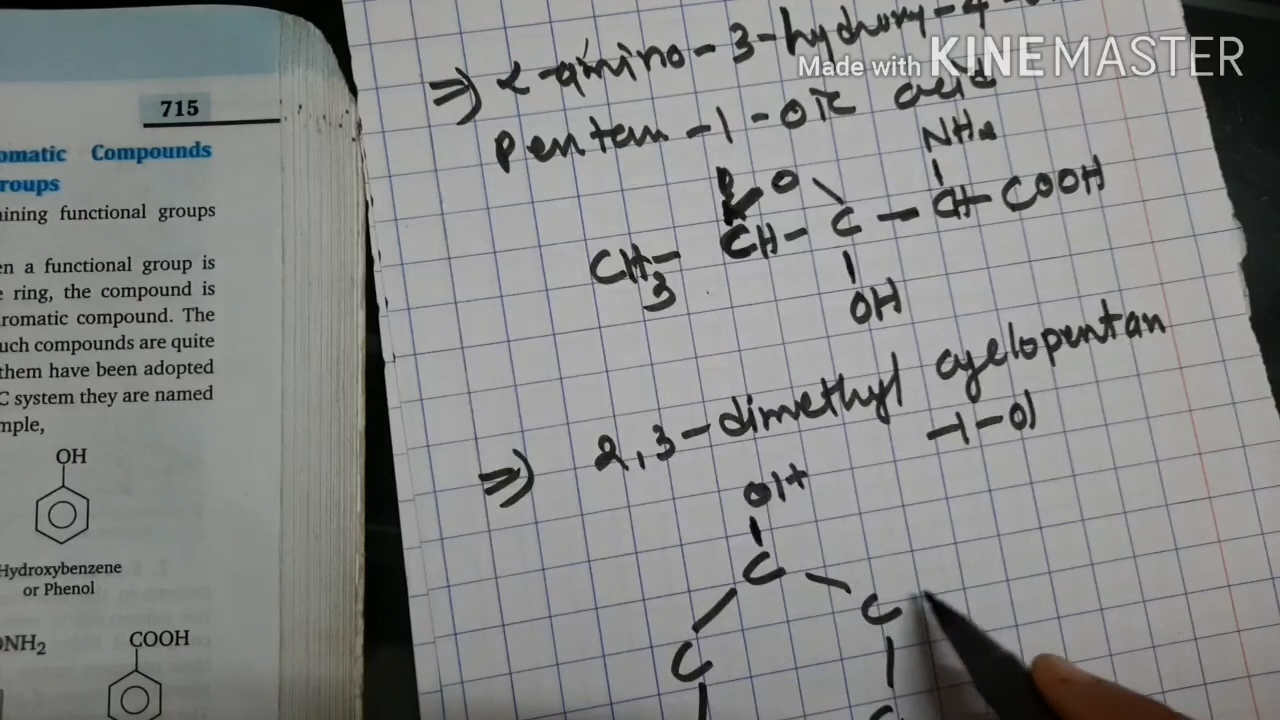 715
omatic Compounds
roups
ining functional groups
en a functional group is
e ring, the compound is
romatic compound. The
uch compounds are quite
them have been adopted
C system they are named
mple,
OH
Hydroxybenzene
or Phenol
ONH2
COOH
Made with KINEMASTER
⇒) 2-amino-3-hydroxy-4-
pentan-1-oic acid
NH2
O
CH3-CH-C-CH-COOH
OH
⇒) 2,3-dimethyl cyclopentan
-1-ol
OH
C
C
C
C